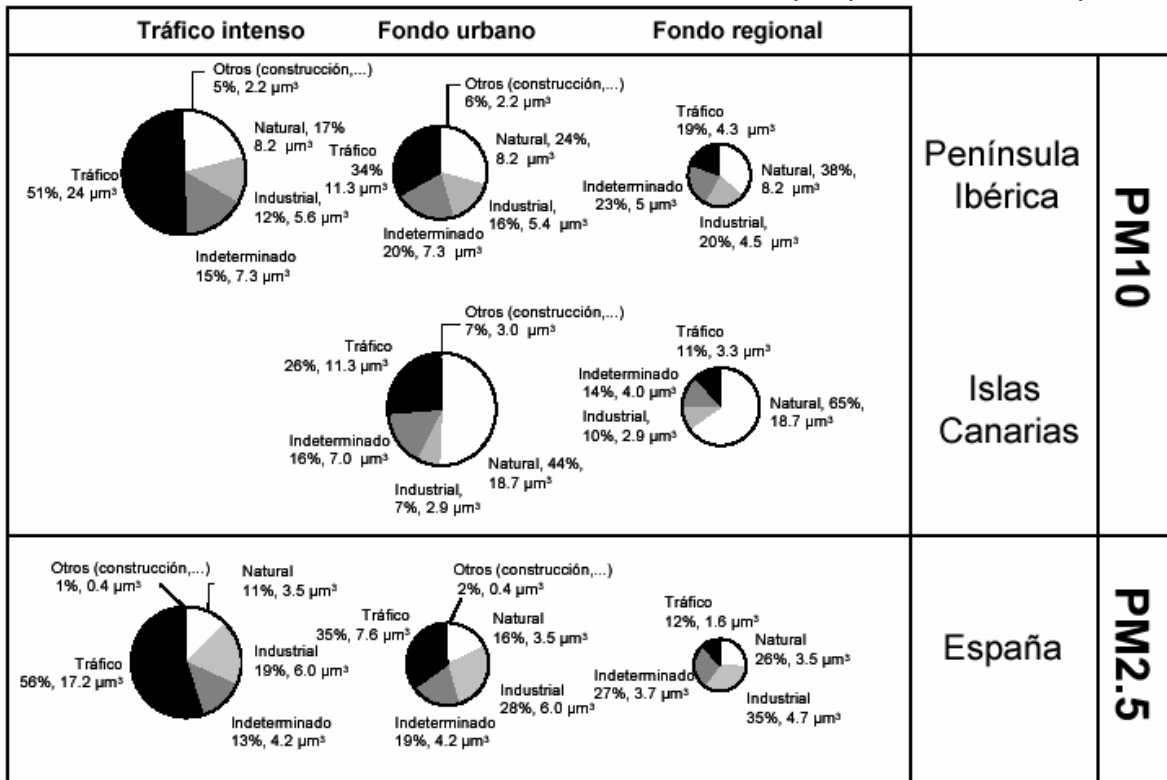 Tráfico intenso
Fondo urbano
Fondo regional
Otros (construcción,...)
5%, 2.2 µm³
Natural, 17%
8.2 µm³
Industrial,
12%, 5.6 µm³
Indeterminado
15%, 7.3 µm³
Tráfico
51%, 24 µm³
Otros (construcción,...)
6%, 2.2 µm³
Natural, 24%,
8.2 µm³
Industrial,
16%, 5.4 µm³
Indeterminado
20%, 7.3 µm³
Tráfico
34%
11.3 µm³
Tráfico
19%, 4.3 µm³
Natural, 38%,
8.2 µm³
Industrial,
20%, 4.5 µm³
Indeterminado
23%, 5 µm³
Península
Ibérica
PM10
Otros (construcción,...)
7%, 3.0 µm³
Tráfico
26%, 11.3 µm³
Indeterminado
16%, 7.0 µm³
Industrial,
7%, 2.9 µm³
Natural, 44%,
18.7 µm³
Tráfico
11%, 3.3 µm³
Indeterminado
14%, 4.0 µm³
Industrial,
10%, 2.9 µm³
Natural, 65%,
18.7 µm³
Islas
Canarias
Otros (construcción,...)
1%, 0.4 µm³
Natural
11%, 3.5 µm³
Industrial
19%, 6.0 µm³
Indeterminado
13%, 4.2 µm³
Tráfico
56%, 17.2 µm³
Otros (construcción,...)
2%, 0.4 µm³
Natural
16%, 3.5 µm³
Industrial
28%, 6.0 µm³
Indeterminado
19%, 4.2 µm³
Tráfico
35%, 7.6 µm³
Tráfico
12%, 1.6 µm³
Natural
26%, 3.5 µm³
Industrial
35%, 4.7 µm³
Indeterminado
27%, 3.7 µm³
España
PM2.5